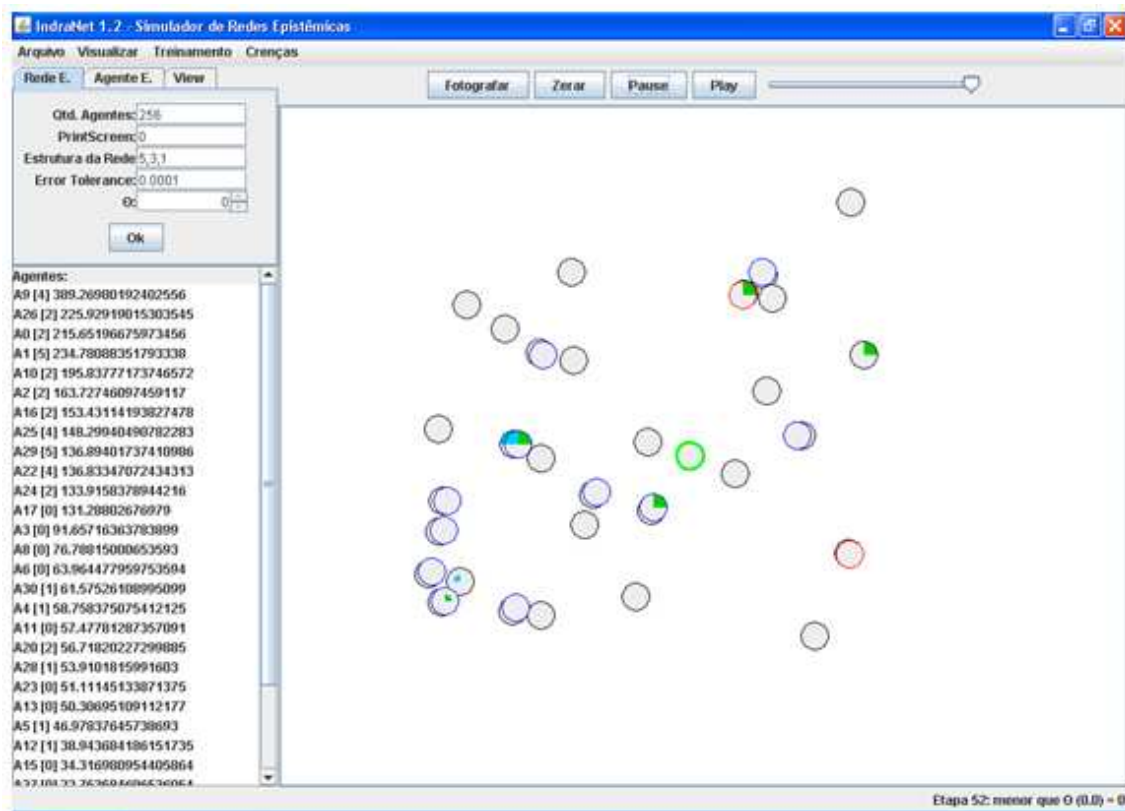 IndraNet 1.2 - Simulador de Redes Epistêmicas
Arquivo Visualizar Treinamento Crenças
Rede E. Agente E. View
Fotografar Zerar Pause Play
Qtd. Agentes: 256
PrintScreen: 0
Estrutura da Rede 5,3,1
Error Tolerance: 0.0001
Θ: 0
Ok
Agentes:
A9 [4] 389.26980192402556
A26 [2] 225.92919015303545
A0 [2] 215.65196675973456
A1 [5] 234.78088351793338
A10 [2] 195.83777173746572
A2 [2] 163.72746097459117
A16 [2] 153.43114193827478
A25 [4] 148.29940490782283
A29 [5] 136.89401737410986
A22 [4] 136.83347072434313
A24 [2] 133.9158378944216
A17 [0] 131.28802676979
A3 [0] 91.65716363783899
A8 [0] 76.78815000653593
A6 [0] 63.964477959753594
A30 [1] 61.57526108995099
A4 [1] 58.758375075412125
A11 [0] 57.47781287357091
A20 [2] 56.71820227299885
A28 [1] 53.9101815991603
A23 [0] 51.11145133871375
A13 [0] 50.30695109112177
A5 [1] 46.97837645738693
A12 [1] 38.943684186151735
A15 [0] 34.316980954405864
Etapa 52: menor que Θ (0.0) = 0